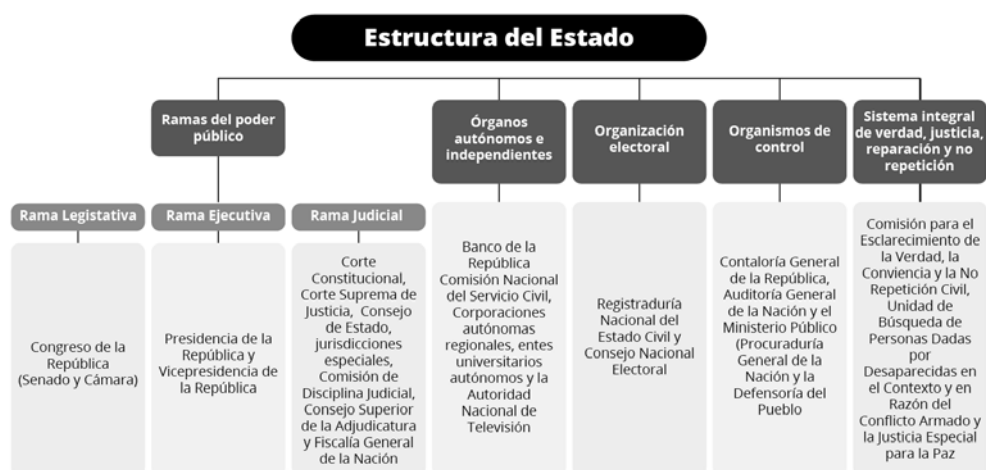 Estructura del Estado
Ramas del poder
público
Órganos
autónomos e
independientes
Organización
electoral
Organismos de
control
Sistema integral
de verdad, justicia,
reparación y no
repetición
Rama Legistativa
Rama Ejecutiva
Rama Judicial
Congreso de la
República
(Senado y Cámara)
Presidencia de la
República y
Vicepresidencia de
la República
Corte
Constitucional,
Corte Suprema de
Justicia, Consejo
de Estado,
jurisdicciones
especiales,
Comisión de
Disciplina Judicial,
Consejo Superior
de la Adjudicatura
y Fiscalía General
de la Nación
Banco de la
República
Comisión Nacional
del Servicio Civil,
Corporaciones
autónomas
regionales, entes
universitarios
autónomos y la
Autoridad
Nacional de
Televisión
Registraduría
Nacional del
Estado Civil y
Consejo Nacional
Electoral
Contaloría General
de la República,
Auditoría General
de la Nación y el
Ministerio Público
(Procuraduría
General de la
Nación y la
Defensoría del
Pueblo
Comisión para el
Esclarecimiento de
la Verdad, la
Conviencia y la No
Repetición Civil,
Unidad de
Búsqueda de
Personas Dadas
por
Desaparecidas en
el Contexto y en
Razón del
Conflicto Armado y
la Justicia Especial
para la Paz